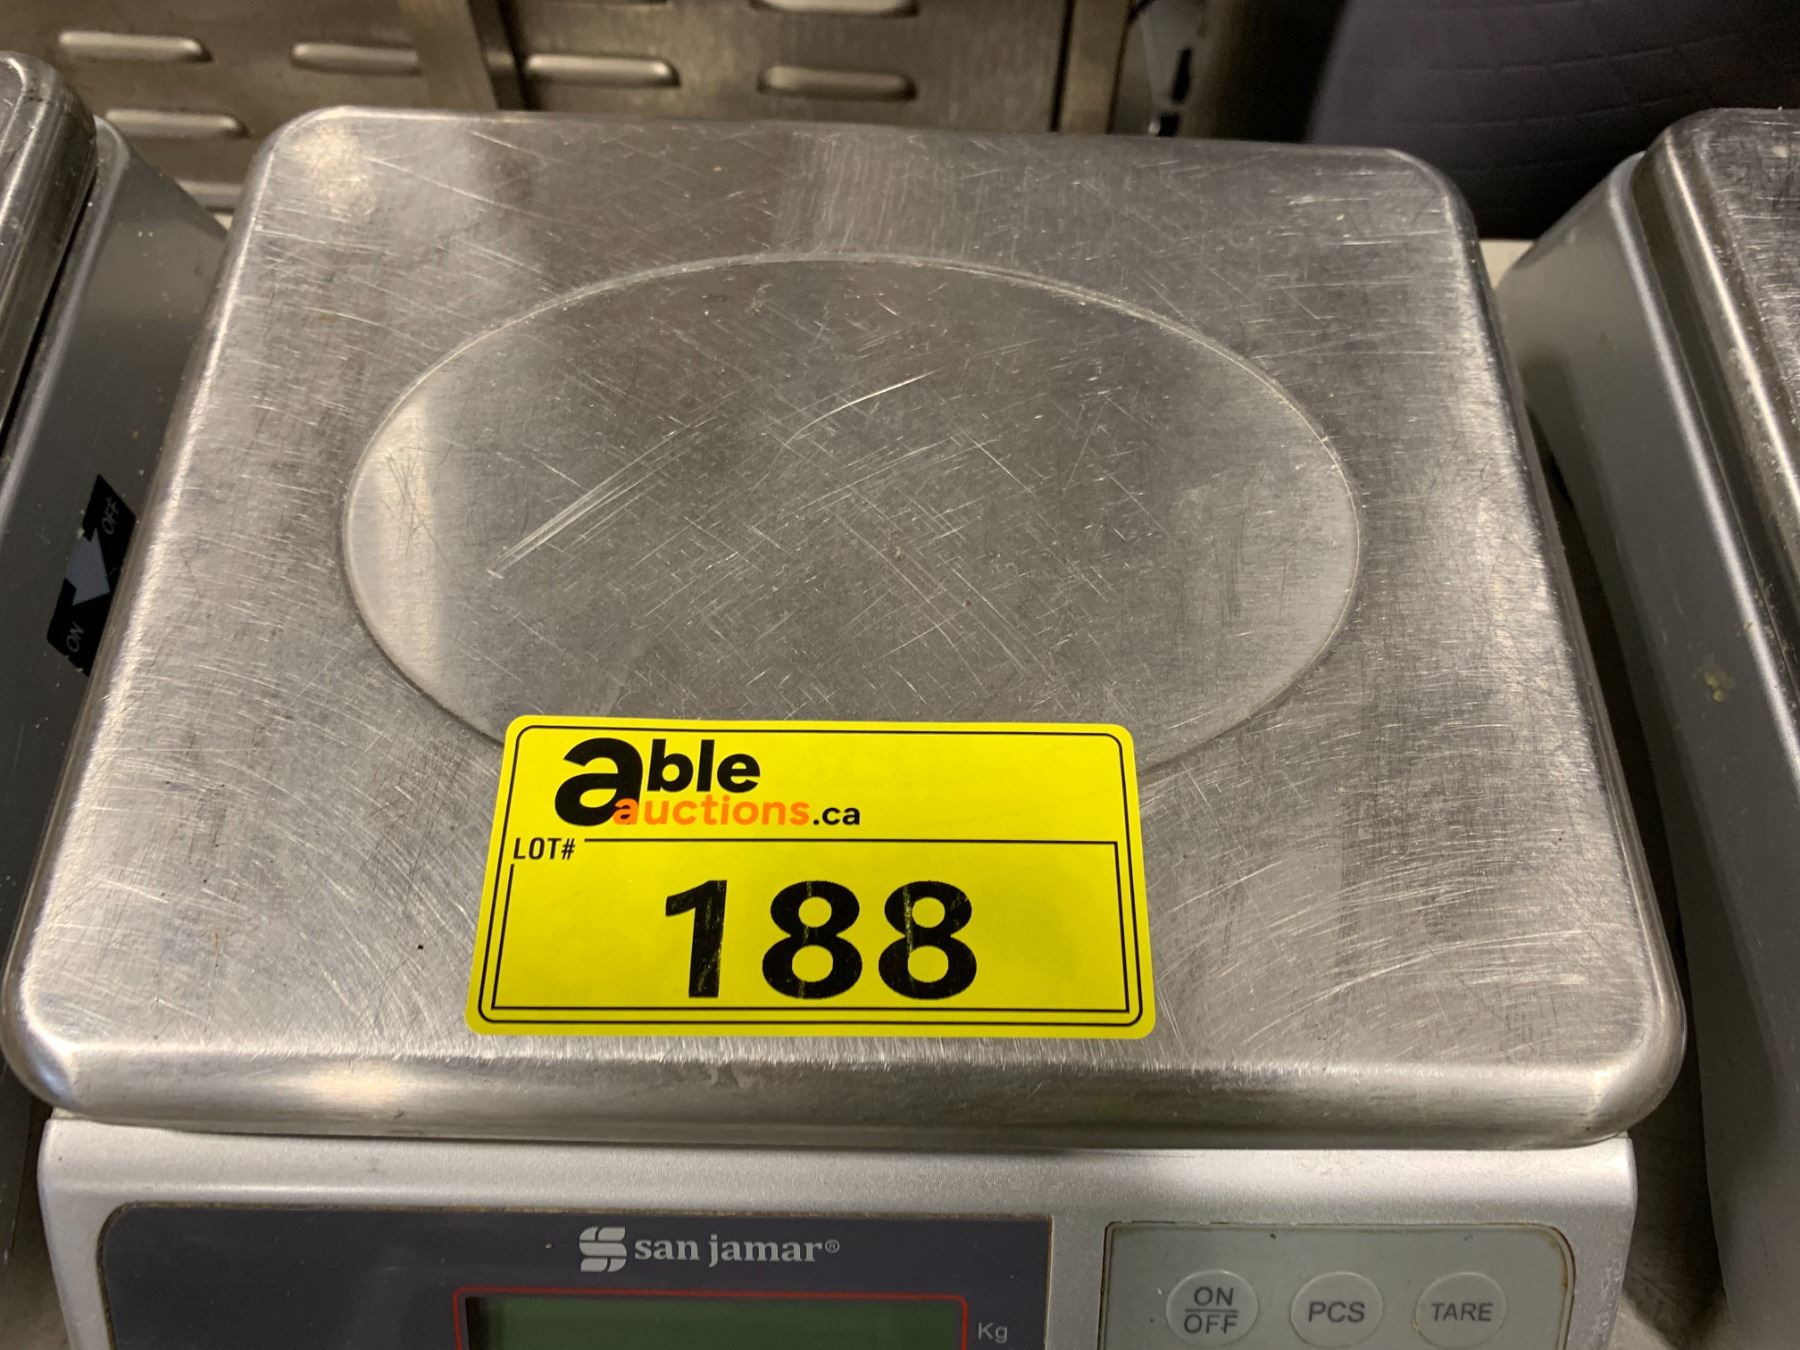 OFF
ON
able
auctions.ca
LOT#
188
san jamar®
Kg
ON
OFF
PCS
TARE